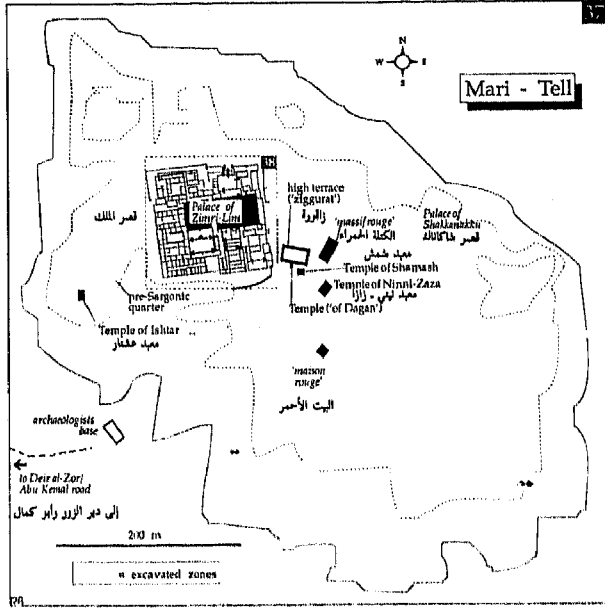 37
N
W E
S
Mari - Tell
38
Palace of
Zimri-Lim
قصر الملك
high terrace
('ziggurat')
زاقورة
'massif rouge'
الكتلة الحمراء
Palace of
Shakkanakku
معبد شمش
Temple of Shamash
Temple of Ninni-Zaza
معبد نيني - زازا
Temple ('of Dagan')
pre-Sargonic
quarter
Temple of Ishtar
معبد عشتار
'maison
rouge'
البيت الأحمر
archaeologists
base
to Deir al-Zor/
Abu Kemal road
إلى دير الزور وأبو كمال
200 m
= excavated zones